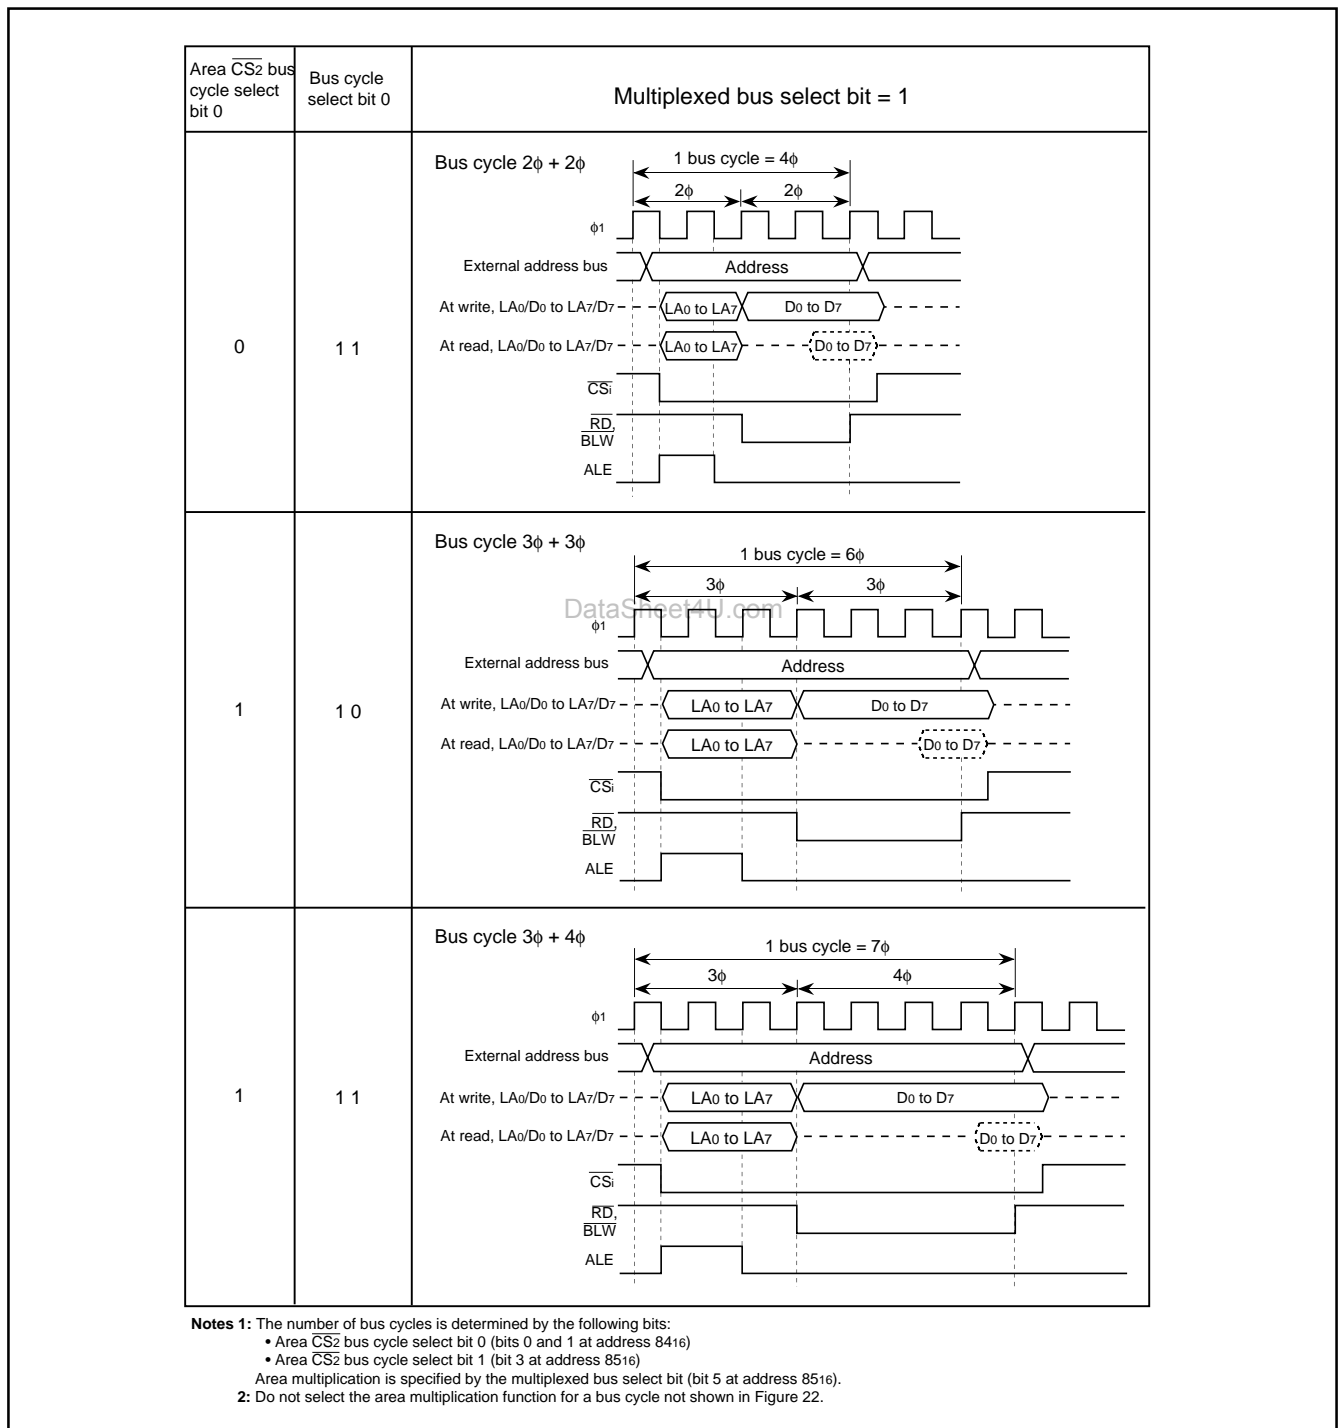 Area CS2 bus cycle select bit 0
Bus cycle select bit 0
Multiplexed bus select bit = 1
0
1 1
Bus cycle 2ϕ + 2ϕ
1 bus cycle = 4ϕ
2ϕ 2ϕ
ϕ1
External address bus Address
At write, LA0/D0 to LA7/D7 LA0 to LA7 D0 to D7
At read, LA0/D0 to LA7/D7 LA0 to LA7 D0 to D7
CSi
RD,
BLW
ALE
1
1 0
Bus cycle 3ϕ + 3ϕ
1 bus cycle = 6ϕ
3ϕ 3ϕ
DataSheet4U.com
ϕ1
External address bus Address
At write, LA0/D0 to LA7/D7 LA0 to LA7 D0 to D7
At read, LA0/D0 to LA7/D7 LA0 to LA7 D0 to D7
CSi
RD,
BLW
ALE
1
1 1
Bus cycle 3ϕ + 4ϕ
1 bus cycle = 7ϕ
3ϕ 4ϕ
ϕ1
External address bus Address
At write, LA0/D0 to LA7/D7 LA0 to LA7 D0 to D7
At read, LA0/D0 to LA7/D7 LA0 to LA7 D0 to D7
CSi
RD,
BLW
ALE
Notes 1: The number of bus cycles is determined by the following bits:
• Area CS2 bus cycle select bit 0 (bits 0 and 1 at address 8416)
• Area CS2 bus cycle select bit 1 (bit 3 at address 8516)
Area multiplication is specified by the multiplexed bus select bit (bit 5 at address 8516).
2: Do not select the area multiplication function for a bus cycle not shown in Figure 22.